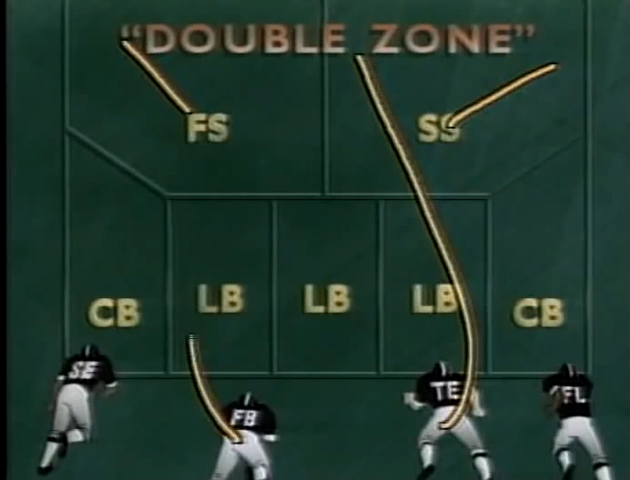 “DOUBLE ZONE”
FS SS
CB LB LB LB CB
SE FB TE FL